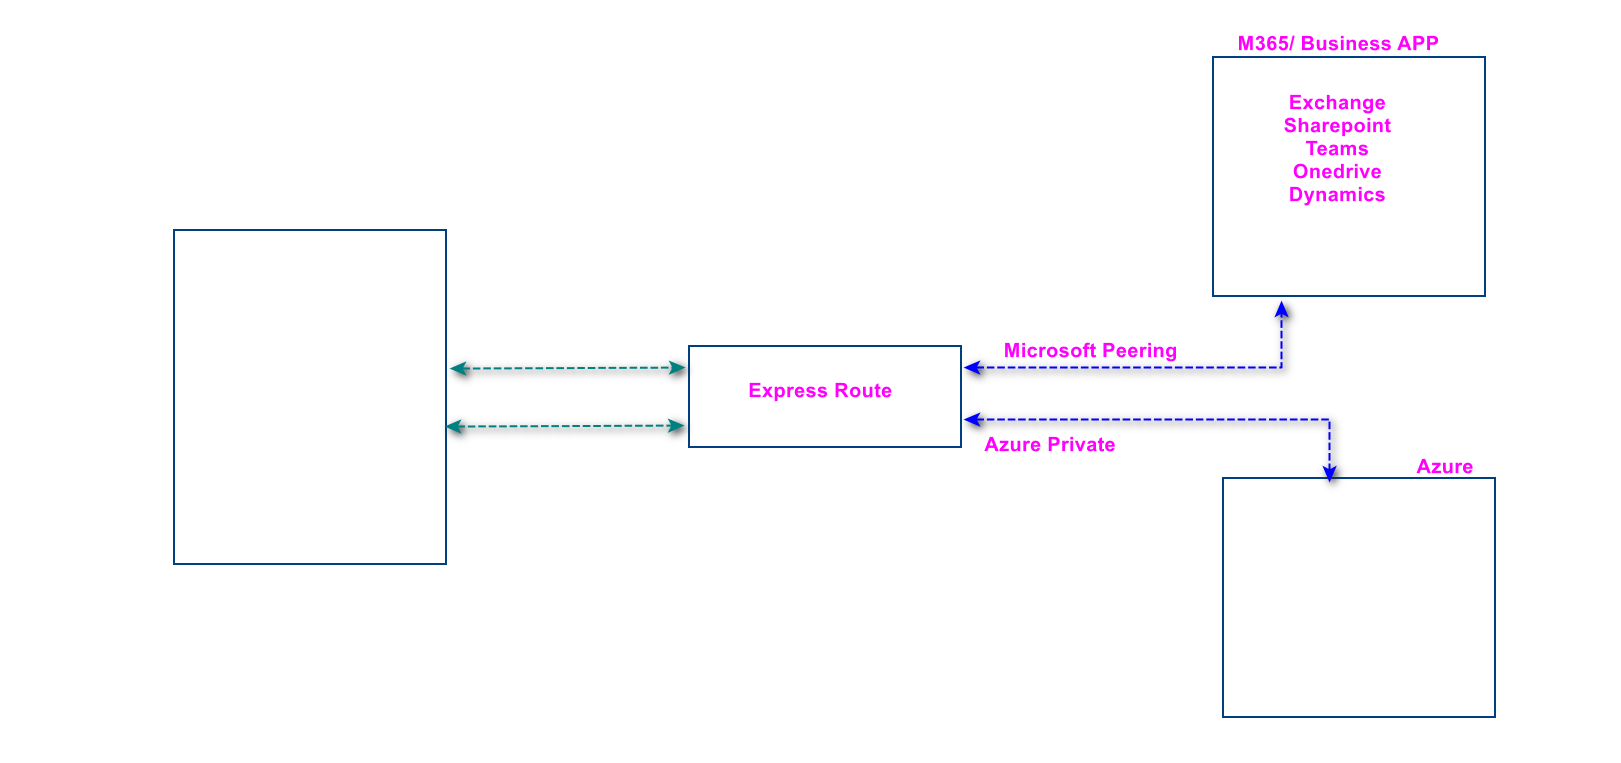 M365/ Business APP
Exchange
Sharepoint
Teams
Onedrive
Dynamics
Microsoft Peering
Express Route
Azure Private
Azure